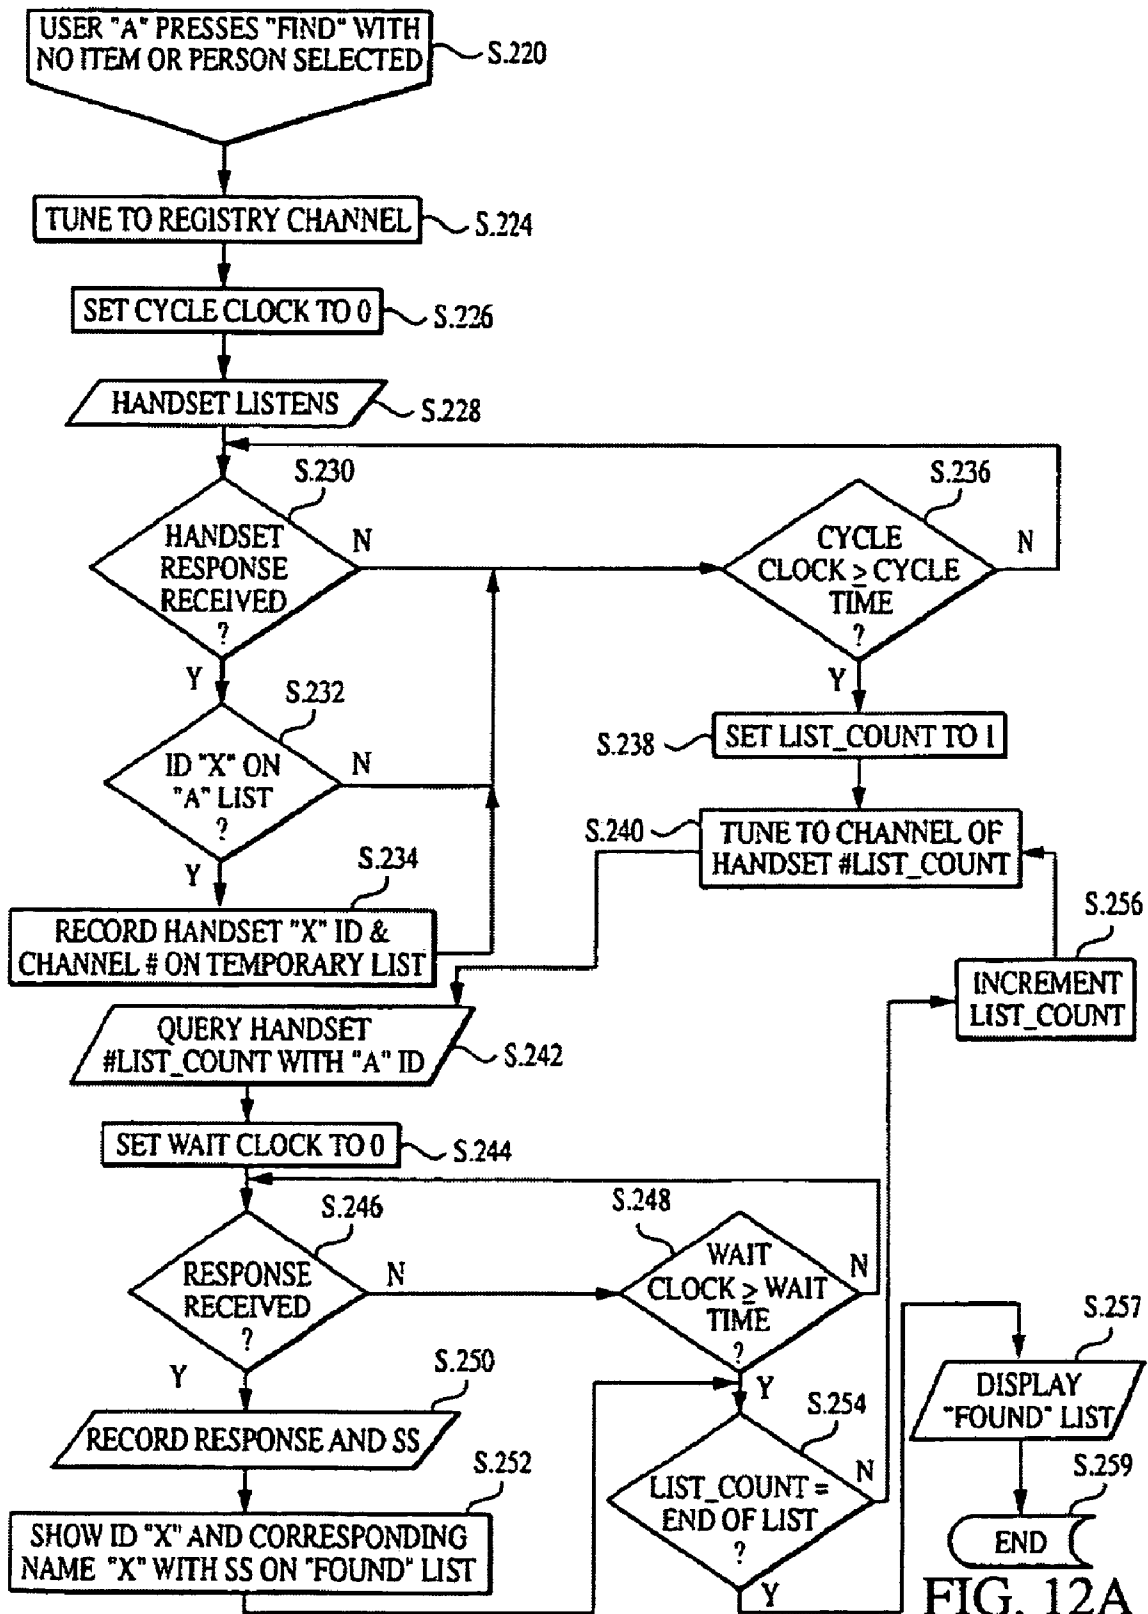 USER "A" PRESSES "FIND" WITH
NO ITEM OR PERSON SELECTED
S.220
TUNE TO REGISTRY CHANNEL
S.224
SET CYCLE CLOCK TO 0
S.226
HANDSET LISTENS
S.228
S.230
HANDSET
RESPONSE
RECEIVED
?
N
Y
S.236
CYCLE
CLOCK ≥ CYCLE
TIME
?
N
Y
S.232
ID "X" ON
"A" LIST
?
N
Y
S.238
SET LIST_COUNT TO 1
S.234
RECORD HANDSET "X" ID &
CHANNEL # ON TEMPORARY LIST
S.240
TUNE TO CHANNEL OF
HANDSET #LIST_COUNT
S.256
INCREMENT
LIST_COUNT
QUERY HANDSET
#LIST_COUNT WITH "A" ID
S.242
SET WAIT CLOCK TO 0
S.244
S.246
RESPONSE
RECEIVED
?
N
Y
S.248
WAIT
CLOCK ≥ WAIT
TIME
?
N
Y
S.250
RECORD RESPONSE AND SS
S.252
SHOW ID "X" AND CORRESPONDING
NAME "X" WITH SS ON "FOUND" LIST
S.254
LIST_COUNT =
END OF LIST
?
N
Y
S.257
DISPLAY
"FOUND" LIST
S.259
END
FIG. 12A